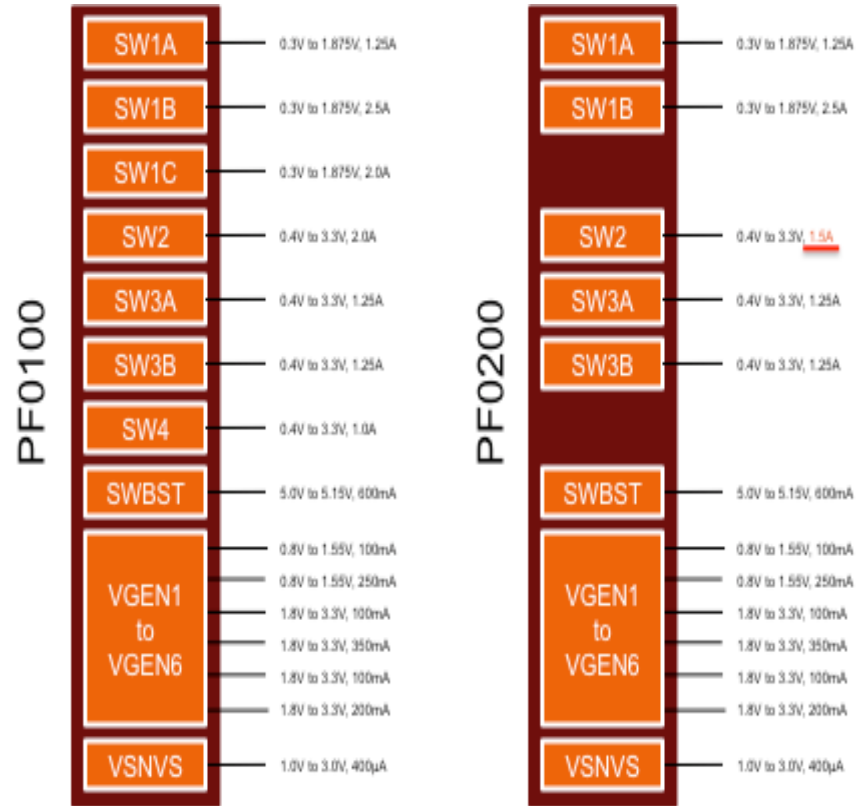 PF0100
SW1A 0.3V to 1.875V, 1.25A
SW1B 0.3V to 1.875V, 2.5A
SW1C 0.3V to 1.875V, 2.0A
SW2 0.4V to 3.3V, 2.0A
SW3A 0.4V to 3.3V, 1.25A
SW3B 0.4V to 3.3V, 1.25A
SW4 0.4V to 3.3V, 1.0A
SWBST 5.0V to 5.15V, 600mA
VGEN1
to
VGEN6
0.8V to 1.55V, 100mA
0.8V to 1.55V, 250mA
1.8V to 3.3V, 100mA
1.8V to 3.3V, 350mA
1.8V to 3.3V, 100mA
1.8V to 3.3V, 200mA
VSNVS 1.0V to 3.0V, 400µA
PF0200
SW1A 0.3V to 1.875V, 1.25A
SW1B 0.3V to 1.875V, 2.5A
SW2 0.4V to 3.3V, 1.5A
SW3A 0.4V to 3.3V, 1.25A
SW3B 0.4V to 3.3V, 1.25A
SWBST 5.0V to 5.15V, 600mA
VGEN1
to
VGEN6
0.8V to 1.55V, 100mA
0.8V to 1.55V, 250mA
1.8V to 3.3V, 100mA
1.8V to 3.3V, 350mA
1.8V to 3.3V, 100mA
1.8V to 3.3V, 200mA
VSNVS 1.0V to 3.0V, 400µA